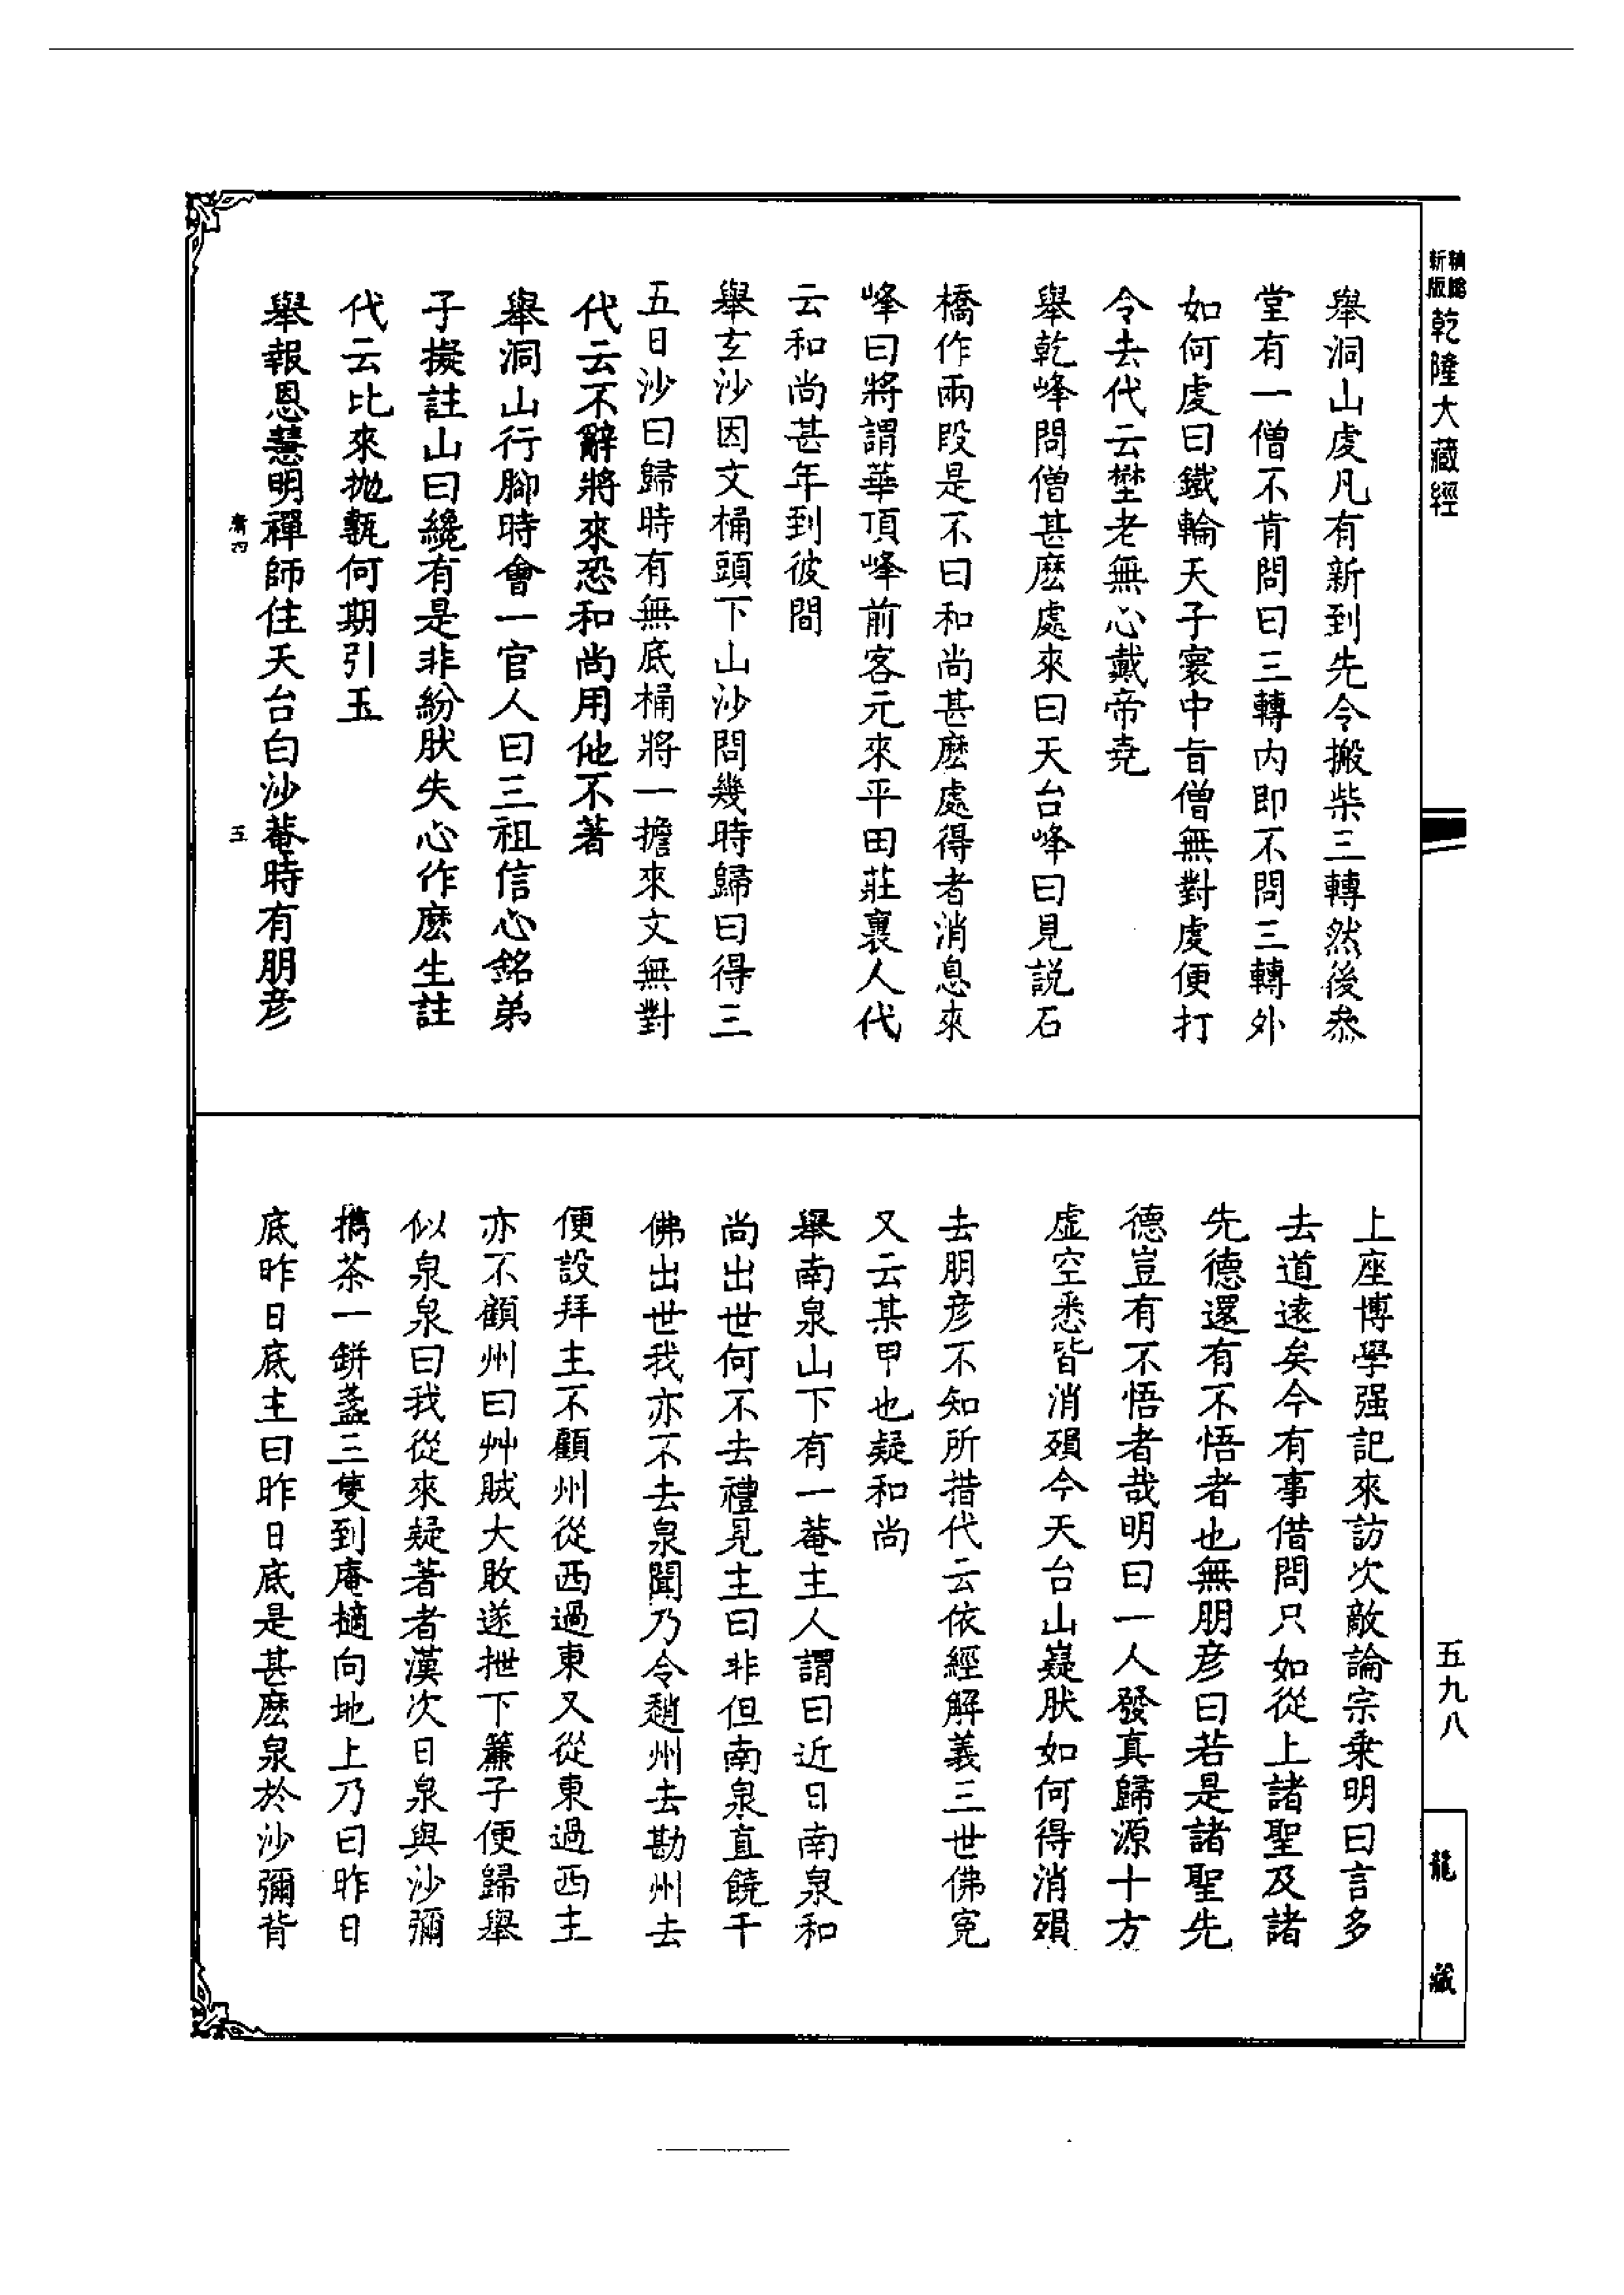 新版
乾隆大藏經
舉洞山虔凡有新到先令搬柴三轉然後叅
堂有一僧不肯問曰三轉內即不問三轉外
如何虔曰鐵輪天子寰中旨僧無對虔便打
令去代云埜老無心戴帝堯
舉乾峰問僧甚麽處來曰天台峰曰見説石
橋作兩段是不曰和尚甚麽處得者消息來
峰曰將謂華頂峰前客元來平田莊裏人代
云和尚甚年到彼間
舉玄沙因文桶頭下山沙問幾時歸曰得三
五日沙曰歸時有無底桶將一擔來文無對
代云不辭將來恐和尚用他不著
舉洞山行腳時會一官人曰三祖信心銘弟
子擬註山曰纔有是非紛肰失心作麽生註
代云比來拋甎何期引玉
舉報恩慧明禪師住天台白沙菴時有朋彥
五
上座博學强記來訪次敵論宗乗明曰言多
去道逺矣今有事借問只如從上諸聖及諸
先德還有不悟者也無朋彥曰若是諸聖先
德豈有不悟者哉明曰一人發真歸源十方
虛空悉皆消殞今天台山嶷肰如何得消殞
去朋彥不知所措代云依經解義三世佛寃
又云某甲也疑和尚
舉南泉山下有一菴主人謂曰近日南泉和
尚出世何不去禮見主曰非但南泉直饒千
佛出世我亦不去泉聞乃令趙州去勘州去
便設拜主不顧州從西過東又從東過西主
亦不顧州曰艸賊大敗遂拽下簾子便歸舉
似泉泉曰我從來疑著者漢次日泉與沙彌
攜茶一缾盞三隻到庵擿向地上乃曰昨日
底昨日底主曰昨日底是甚麽泉於沙彌背
五九八
龍藏